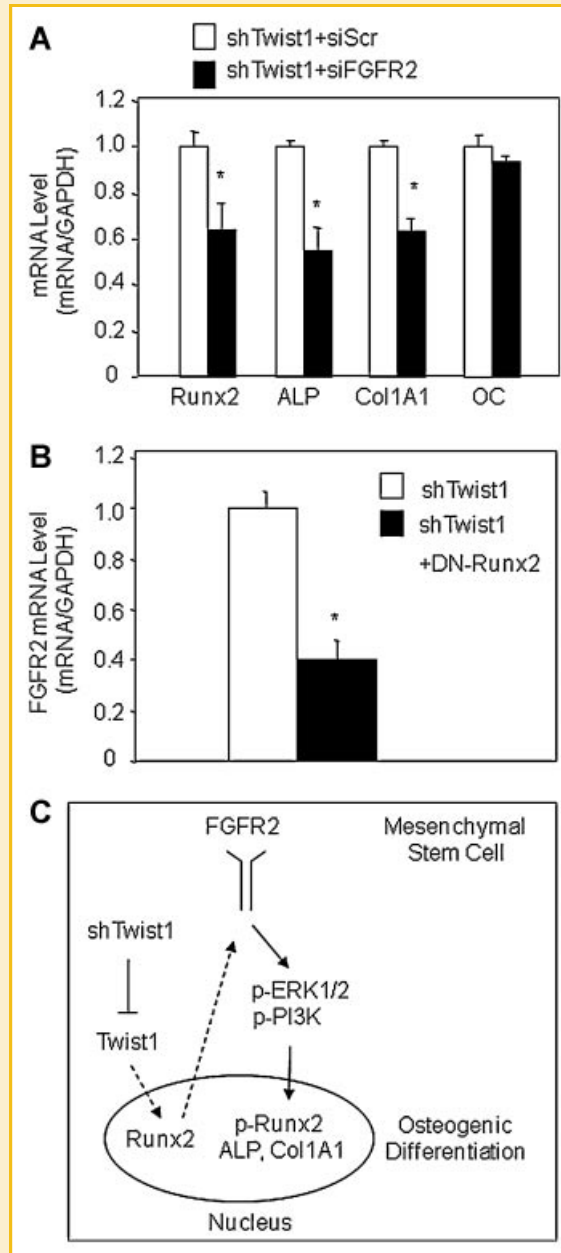 A
shTwist1+siScr
shTwist1+siFGFR2
mRNA Level
(mRNA/GAPDH)
1.2
1.0
0.8
0.6
0.4
0.2
0
*
*
*
Runx2 ALP Col1A1 OC
B
FGFR2 mRNA Level
(mRNA/GAPDH)
1.2
1.0
0.8
0.6
0.4
0.2
0
shTwist1
shTwist1
+DN-Runx2
*
C
FGFR2
Mesenchymal
Stem Cell
shTwist1
p-ERK1/2
p-PI3K
Twist1
Runx2
p-Runx2
ALP, Col1A1
Osteogenic
Differentiation
Nucleus